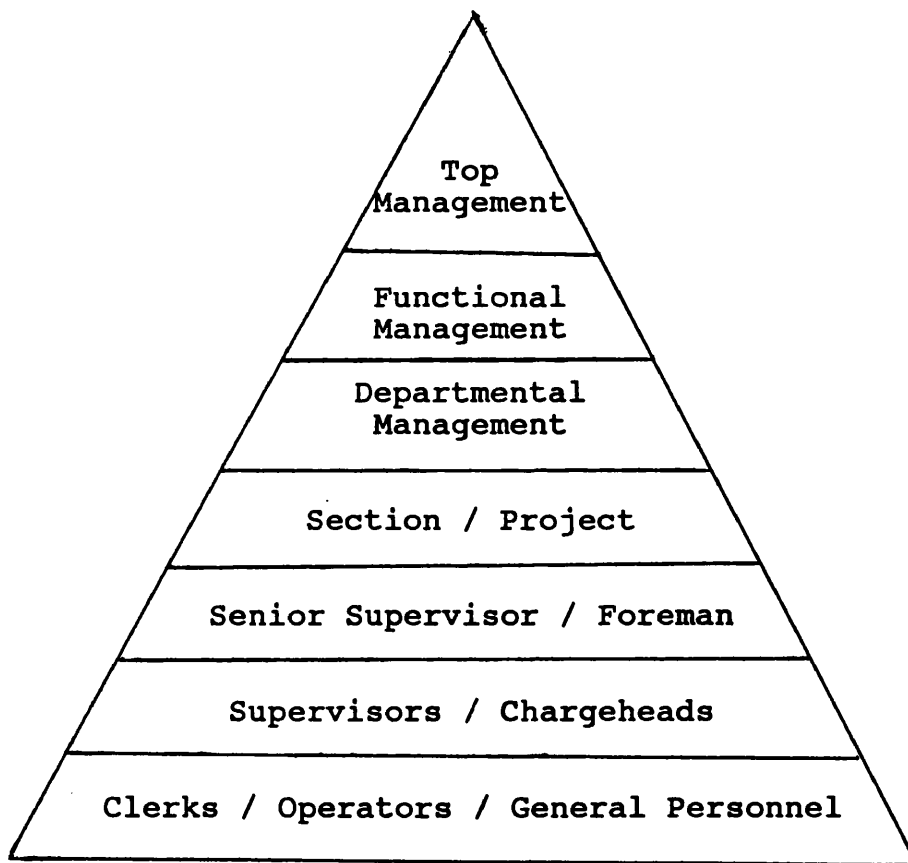 Top
Management
Functional
Management
Departmental
Management
Section / Project
Senior Supervisor / Foreman
Supervisors / Chargeheads
Clerks / Operators / General Personnel